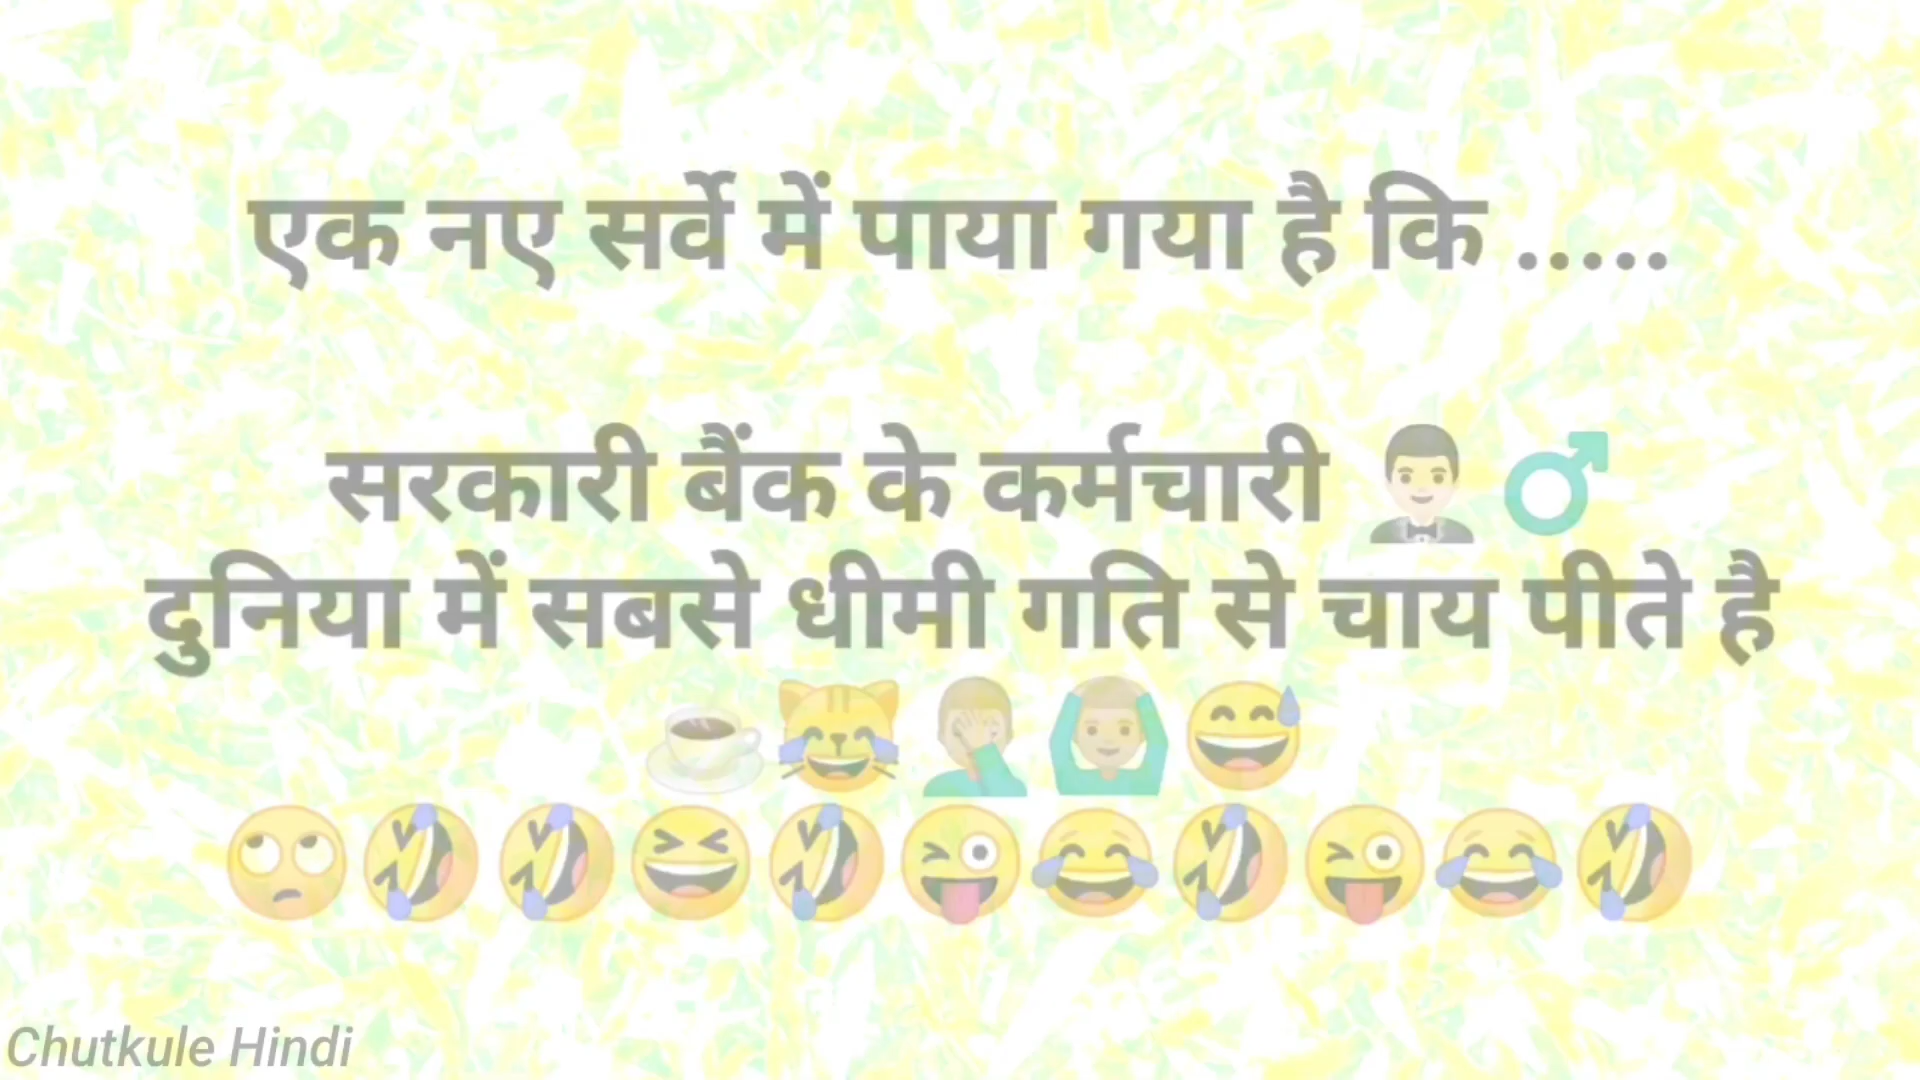 एक नए सर्वे में पाया गया है कि .....
सरकारी बैंक के कर्मचारी 🤵🏻♂
दुनिया में सबसे धीमी गति से चाय पीते है
☕😹🤦🏼🙆🏼😅
🙄🤣🤣😆🤣😜😂🤣😜😂🤣
Chutkule Hindi